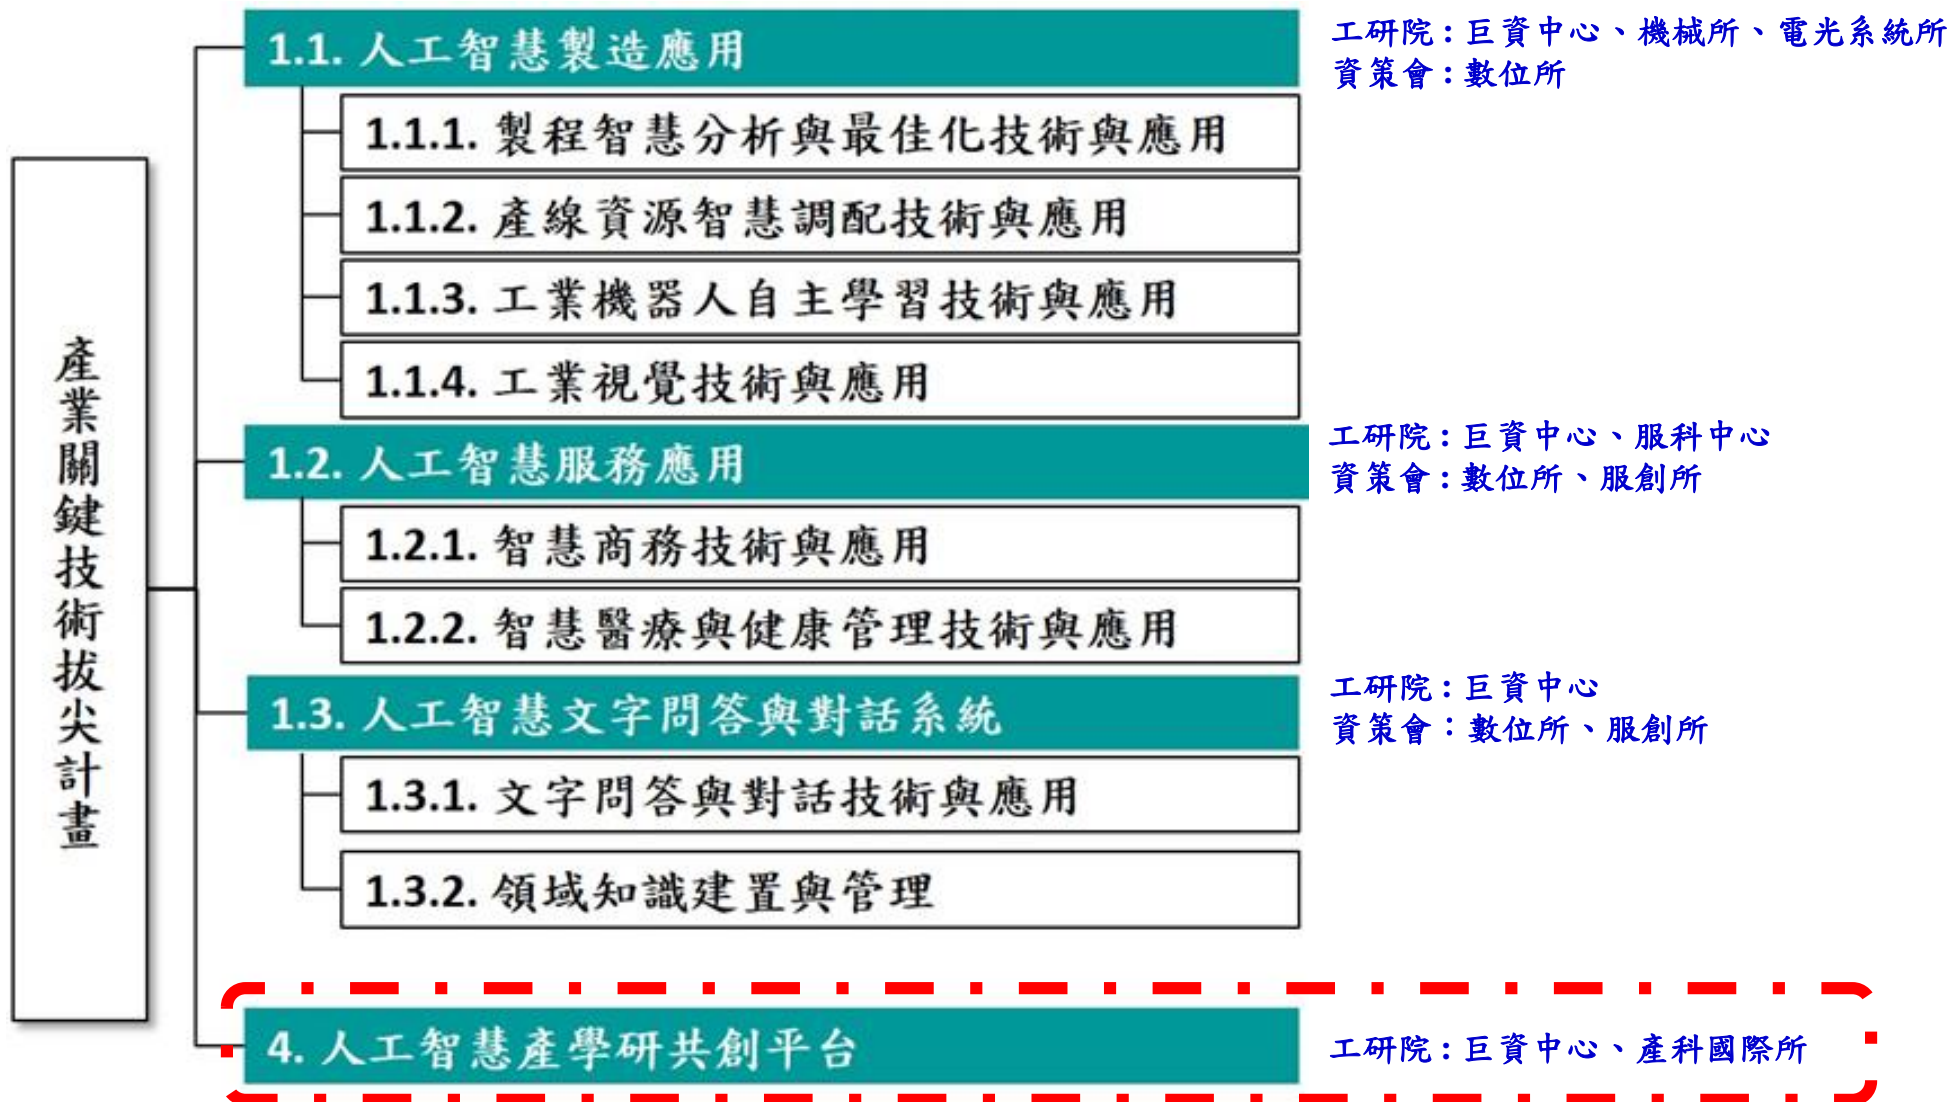 產業關鍵技術拔尖計畫
1.1. 人工智慧製造應用
工研院：巨資中心、機械所、電光系統所
資策會：數位所
1.1.1. 製程智慧分析與最佳化技術與應用
1.1.2. 產線資源智慧調配技術與應用
1.1.3. 工業機器人自主學習技術與應用
1.1.4. 工業視覺技術與應用
1.2. 人工智慧服務應用
工研院：巨資中心、服科中心
資策會：數位所、服創所
1.2.1. 智慧商務技術與應用
1.2.2. 智慧醫療與健康管理技術與應用
1.3. 人工智慧文字問答與對話系統
工研院：巨資中心
資策會：數位所、服創所
1.3.1. 文字問答與對話技術與應用
1.3.2. 領域知識建置與管理
4. 人工智慧產學研共創平台
工研院：巨資中心、產科國際所